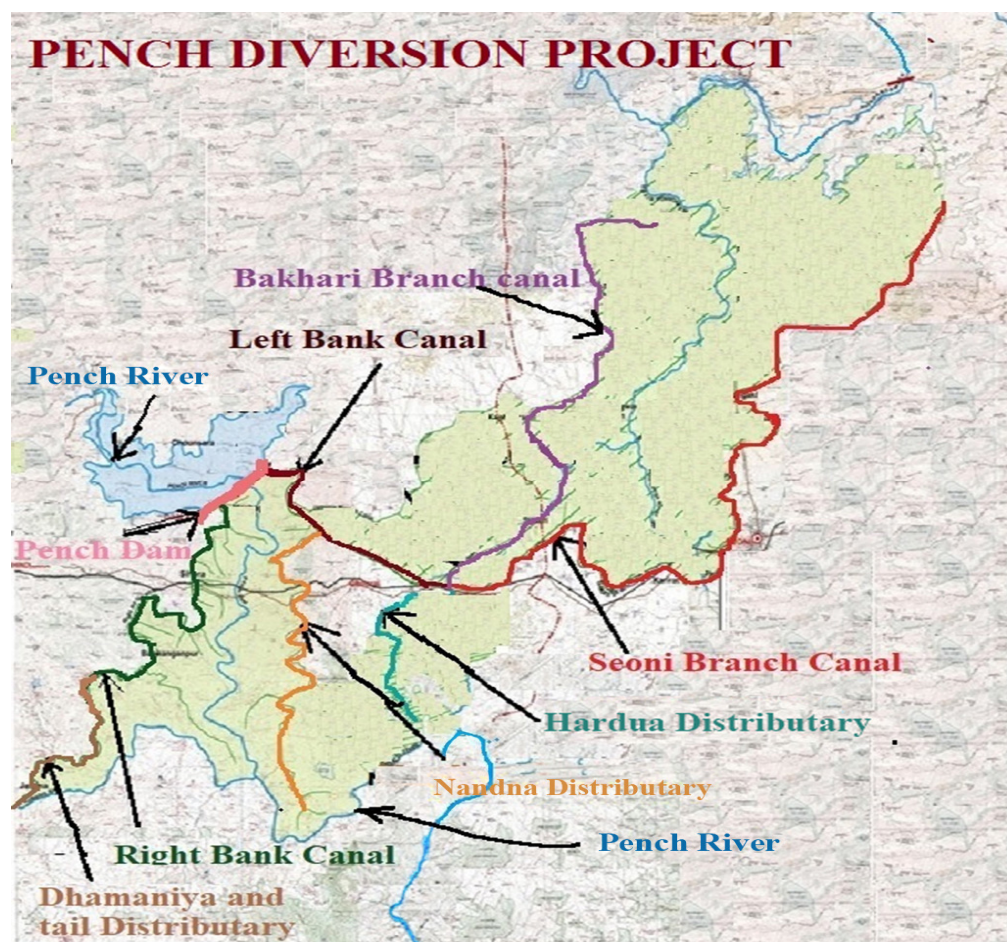 PENCH DIVERSION PROJECT
Bakhari Branch canal
Left Bank Canal
Pench River
Pench Dam
Seoni Branch Canal
Hardua Distributary
Nandna Distributary
Pench River
Right Bank Canal
Dhamaniya and
tail Distributary